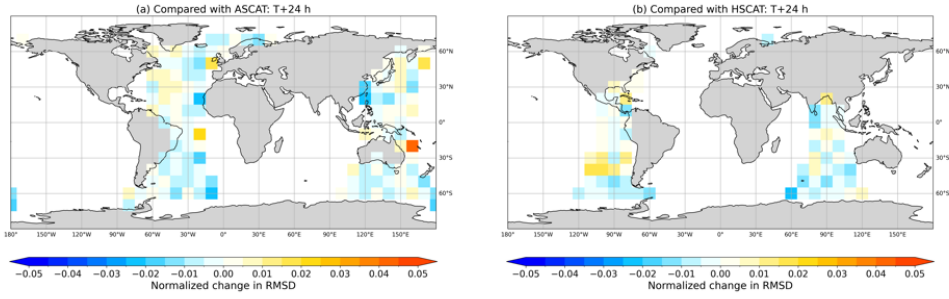 (a) Compared with ASCAT: T+24 h
60°N
30°N
0°
30°S
60°S
180° 150°W 120°W 90°W 60°W 30°W 0° 30°E 60°E 90°E 120°E 150°E
−0.05 −0.04 −0.03 −0.02 −0.01 0.00 0.01 0.02 0.03 0.04 0.05
Normalized change in RMSD
(b) Compared with HSCAT: T+24 h
60°N
30°N
0°
30°S
60°S
180° 150°W 120°W 90°W 60°W 30°W 0° 30°E 60°E 90°E 120°E 150°E
−0.05 −0.04 −0.03 −0.02 −0.01 0.00 0.01 0.02 0.03 0.04 0.05
Normalized change in RMSD